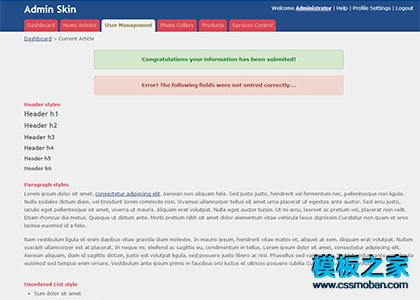 Admin Skin
Welcome Administrator | Help | Profile Settings | Logout
Dashboard News Articles User Management Photo Gallery Products Services Control
Dashboard > Current Article
Congratulations your information has been submited!
Error! The following fields were not entred correctly...
Header styles
Header h1
Header h2
Header h3
Header h4
Header h5
Header h6
Paragraph styles
Lorem ipsum dolor sit amet, consectetur adipiscing elit. Aenean non aliquam felis. Sed justo justo, hendrerit vel fermentum nec, pellentesque non ligula.
Nulla sodales dictum diam, vel tincidunt lorem commodo non. Vivamus ullamcorper tellus sit amet urna placerat ut egestas ante auctor. Sed arcu justo,
iaculis eget pellentesque sit amet, viverra ut mauris. Aliquam erat volutpat. Nulla eget auctor turpis. Ut mi arcu, laoreet ac pretium vel, placerat non velit.
Etiam rhoncus dui metus. Quisque ut dictum ante. Morbi pretium nibh sit amet dolor elementum vitae vehicula lacus dignissim.Curabitur non quam et eros
lacinia euismod id a felis.
Nam vestibulum ligula et enim dapibus vitae gravida diam molestie. In mauris ipsum, hendrerit vitae mattis et, aliquet at sem. Aliquam erat volutpat. Nullam
suscipit ullamcorper est at placerat. In neque mi, eleifend ac sagittis eu, condimentum in tellus. Lorem ipsum dolor sit amet, consectetur adipiscing elit.
Aenean aliquam, diam id sagittis dictum, justo est volutpat ligula, sed posuere justo libero ac nisl. Phasellus sed
euismod sed tempus enim ornare. Vestibulum ante ipsum primis in faucibus orci luctus et ultrices posuere cubilia
Unordered List style
Sum dolor sit amet
模板之家
www.cssmoban.com